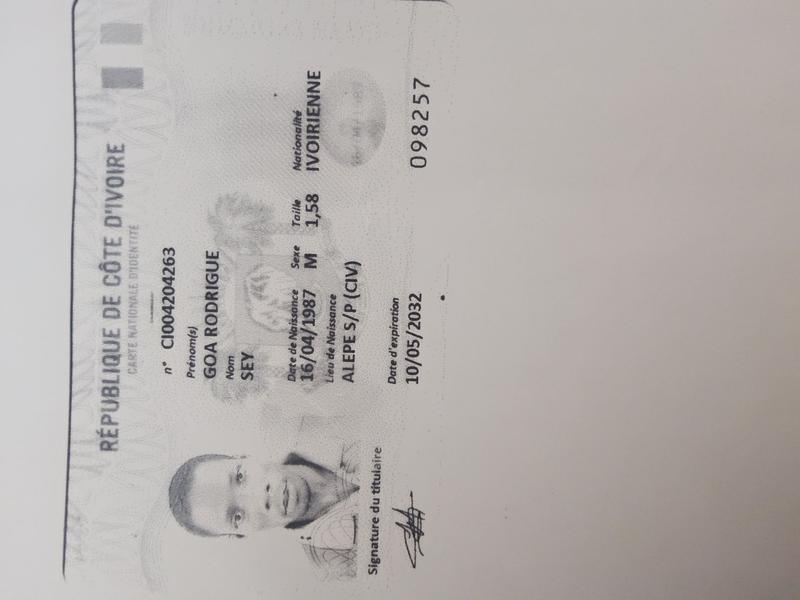 RÉPUBLIQUE DE CÔTE D'IVOIRE
CARTE NATIONALE D'IDENTITÉ
n° CI004204263
Prénom(s)
GOA RODRIGUE
Nom
SEY
Date de Naissance Sexe Taille Nationalité
16/04/1987 M 1,58 IVOIRIENNE
Lieu de Naissance
ALEPE S/P (CIV)
Signature du titulaire
Date d'expiration
10/05/2032
098257